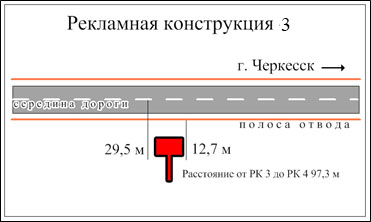 Рекламная конструкция 3
г. Черкесск
середина дороги
полоса отвода
29,5 м
12,7 м
Расстояние от РК 3 до РК 4 97,3 м